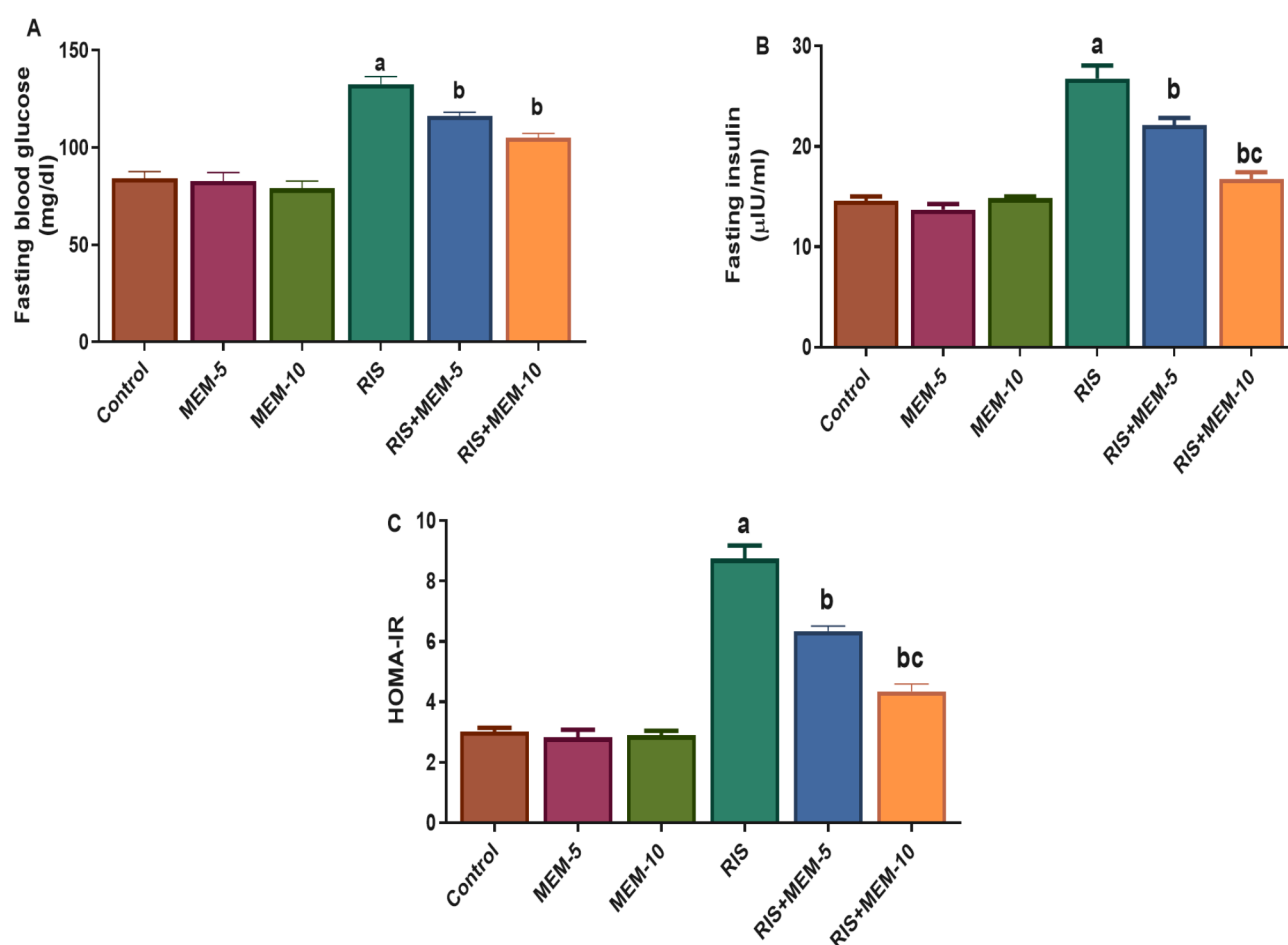 A
Fasting blood glucose
(mg/dl)
150
100
50
0
a
b
b
Control
MEM-5
MEM-10
RIS
RIS+MEM-5
RIS+MEM-10
B
Fasting insulin
(μIU/ml)
30
20
10
0
a
b
bc
Control
MEM-5
MEM-10
RIS
RIS+MEM-5
RIS+MEM-10
C
HOMA-IR
10
8
6
4
2
0
a
b
bc
Control
MEM-5
MEM-10
RIS
RIS+MEM-5
RIS+MEM-10